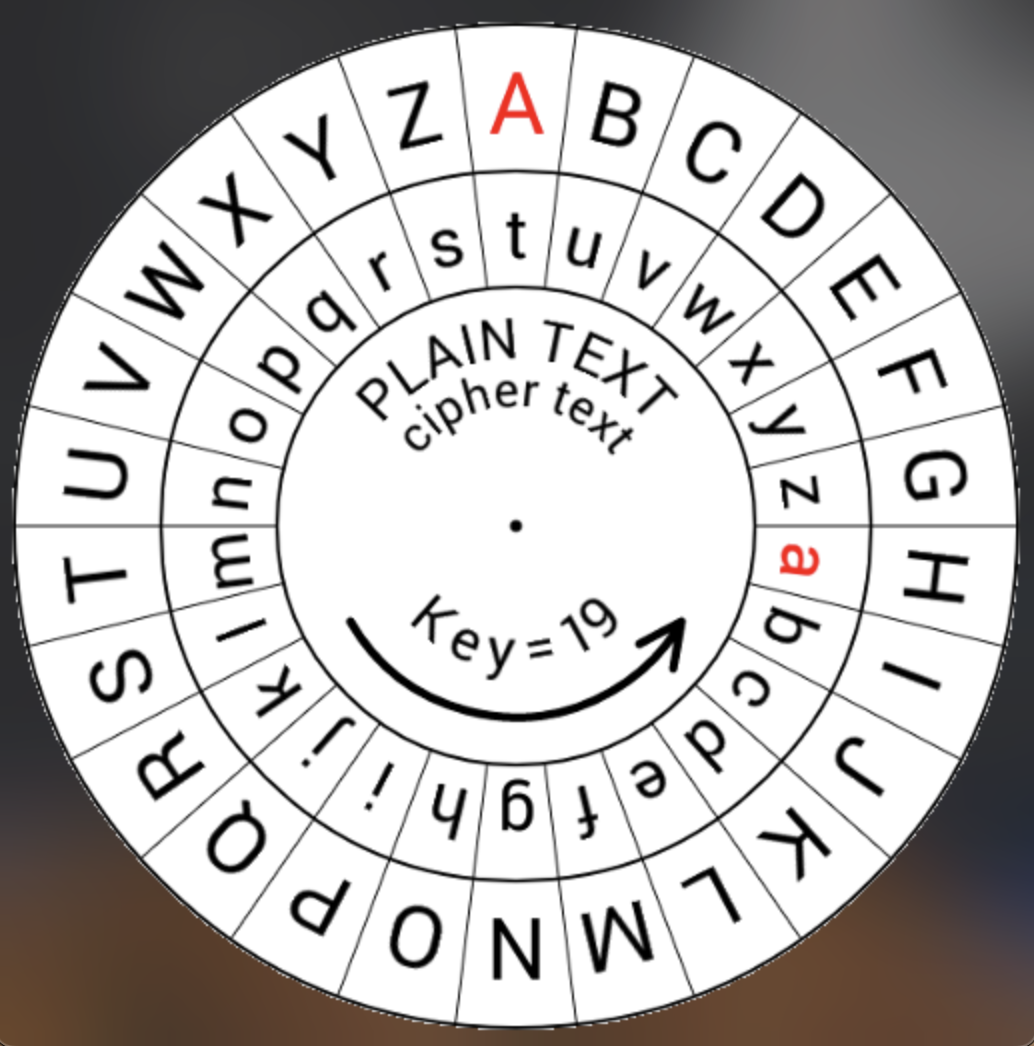 A B C D E F G H I J K L M N O P Q R S T U V W X Y Z
t u v w x y z a b c d e f g h i j k l m n o p q r s
PLAIN TEXT
cipher text
Key = 19